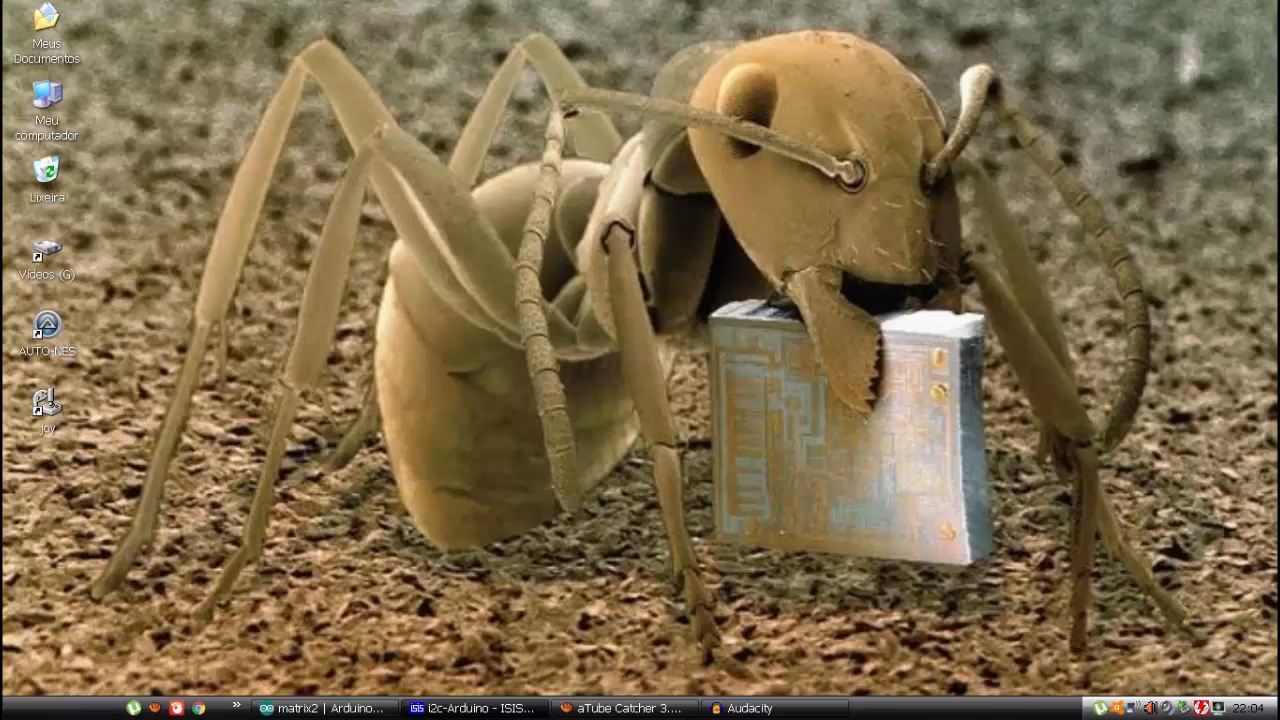 Meus
Documentos
Meu
computador
Lixeira
Vídeos (G)
AUTO-NES
joy
»
matrix2 | Arduino...
ISIS i2c-Arduino - ISIS...
aTube Catcher 3....
Audacity
22:04